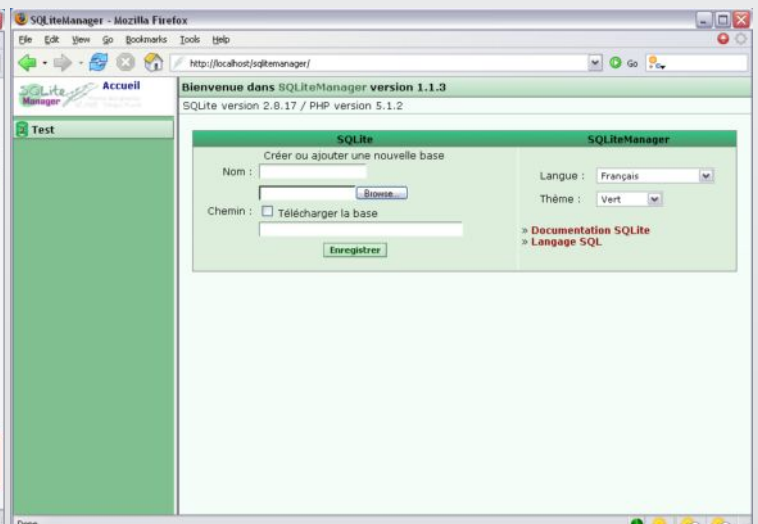 SQLiteManager - Mozilla Firefox
File Edit View Go Bookmarks Tools Help
http://localhost/sqlitemanager/
Go
SQLite
Manager
Accueil
Bienvenue dans SQLiteManager version 1.1.3
SQLite version 2.8.17 / PHP version 5.1.2
Test
SQLite
SQLiteManager
Créer ou ajouter une nouvelle base
Nom :
Langue : Français
Browse...
Thème : Vert
Chemin : Télécharger la base
» Documentation SQLite
» Langage SQL
Enregistrer
Done